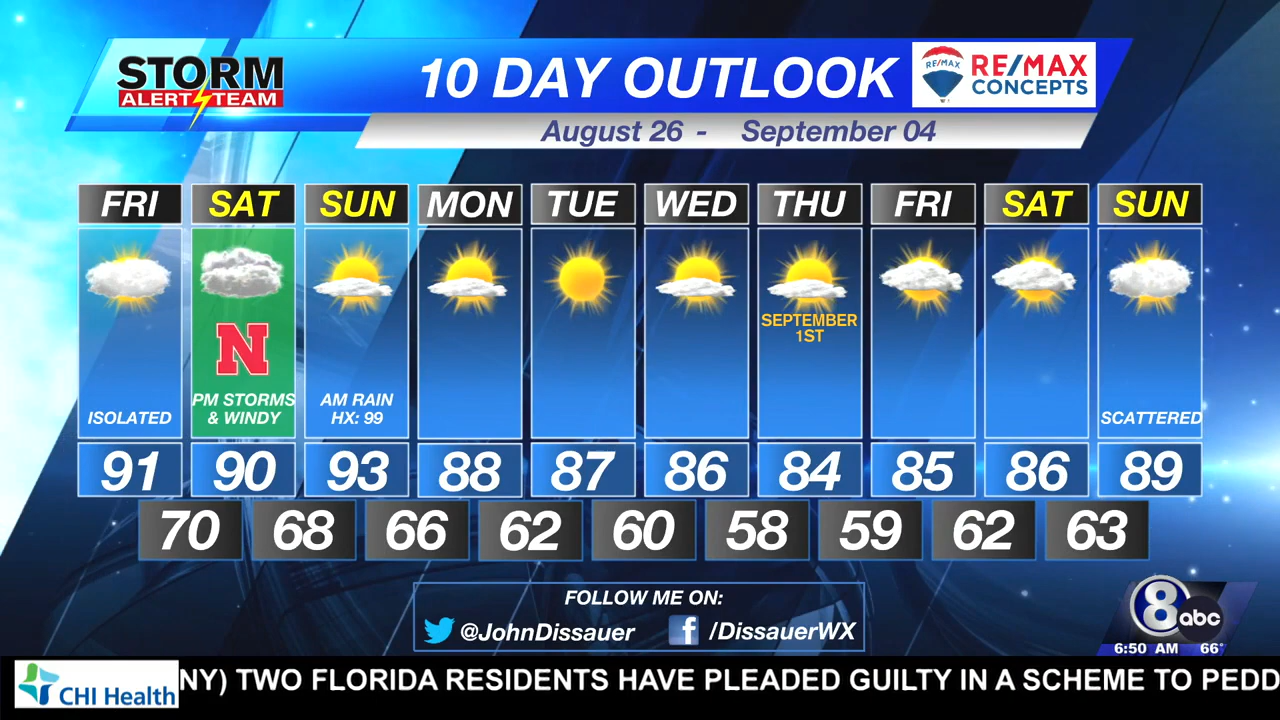 STORM
ALERT TEAM
10 DAY OUTLOOK
RE/MAX
RE/MAX
CONCEPTS
August 26 - September 04
FRI SAT SUN MON TUE WED THU FRI SAT SUN
N
SEPTEMBER
1ST
ISOLATED
PM STORMS
& WINDY
AM RAIN
HX: 99
SCATTERED
91 90 93 88 87 86 84 85 86 89
70 68 66 62 60 58 59 62 63
FOLLOW ME ON:
@JohnDissauer f /DissauerWX
8 abc
6:50 AM 66°
CHI Health
NY) TWO FLORIDA RESIDENTS HAVE PLEADED GUILTY IN A SCHEME TO PEDD